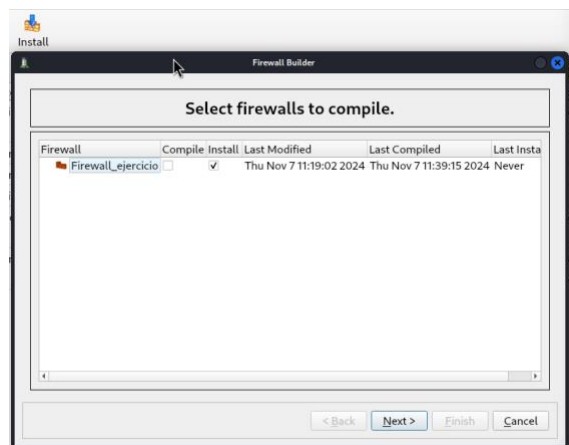 Install
Firewall Builder
Select firewalls to compile.
Firewall Compile Install Last Modified Last Compiled Last Insta
Firewall_ejercicio Thu Nov 7 11:19:02 2024 Thu Nov 7 11:39:15 2024 Never
< Back Next > Finish Cancel